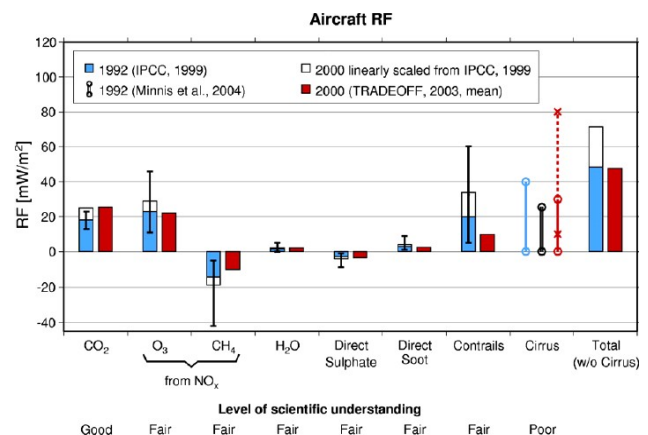 Aircraft RF
120
100
80
60
40
20
0
-20
-40
RF [mW/m²]
1992 (IPCC, 1999)
2000 linearly scaled from IPCC, 1999
1992 (Minnis et al., 2004)
2000 (TRADEOFF, 2003, mean)
CO₂ O₃ CH₄ H₂O Direct Direct Contrails Cirrus Total
Sulphate Soot (w/o Cirrus)
from NOₓ
Level of scientific understanding
Good Fair Fair Fair Fair Fair Fair Poor